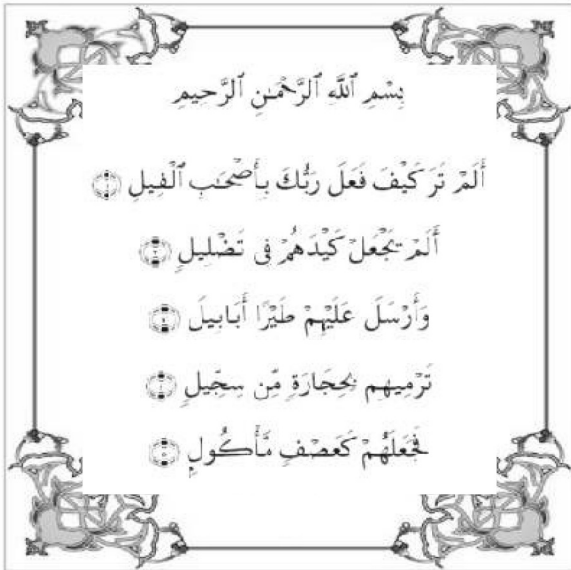 بِسْمِ ٱللَّهِ ٱلرَّحْمَـٰنِ ٱلرَّحِيمِ
أَلَمْ تَرَ كَيْفَ فَعَلَ رَبُّكَ بِأَصْحَـٰبِ ٱلْفِيلِ ۝١
أَلَمْ يَجْعَلْ كَيْدَهُمْ فِى تَضْلِيلٍ ۝٢
وَأَرْسَلَ عَلَيْهِمْ طَيْرًا أَبَابِيلَ ۝٣
تَرْمِيهِم بِحِجَارَةٍ مِّن سِجِّيلٍ ۝٤
فَجَعَلَهُمْ كَعَصْفٍ مَّأْكُولٍ ۝٥